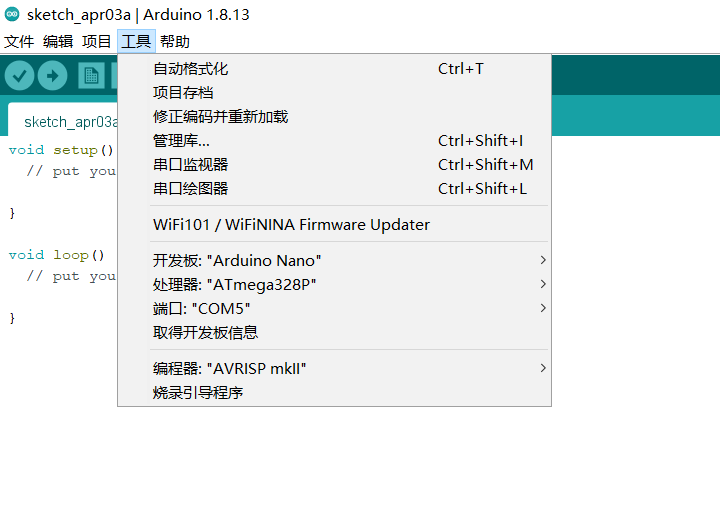 sketch_apr03a | Arduino 1.8.13
文件 编辑 项目 工具 帮助
自动格式化 Ctrl+T
项目存档
修正编码并重新加载
管理库... Ctrl+Shift+I
串口监视器 Ctrl+Shift+M
串口绘图器 Ctrl+Shift+L
WiFi101 / WiFiNINA Firmware Updater
开发板: "Arduino Nano"
处理器: "ATmega328P"
端口: "COM5"
取得开发板信息
编程器: "AVRISP mkII"
烧录引导程序
sketch_apr03a
void setup()
// put you
}
void loop()
// put you
}